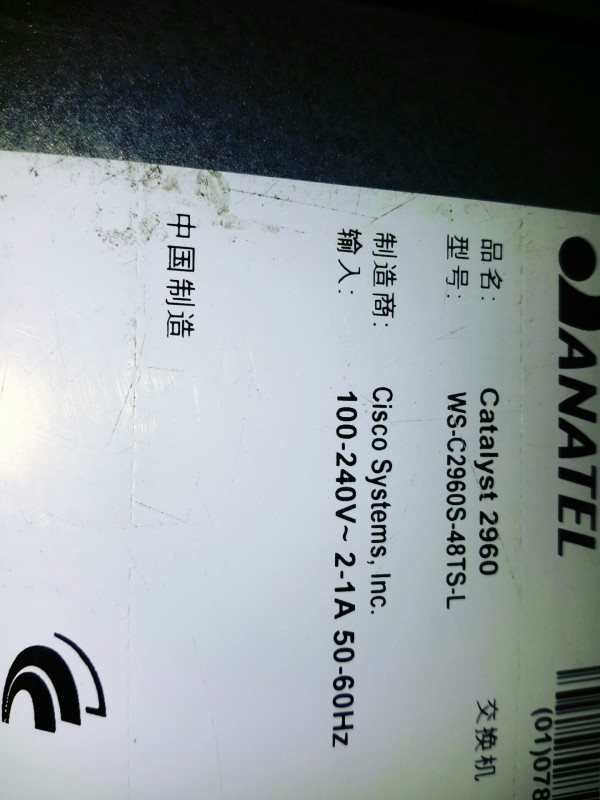 ANATEL
(01)078
品名: Catalyst 2960 交换机
型号: WS-C2960S-48TS-L
制造商: Cisco Systems, Inc.
输入: 100-240V~ 2-1A 50-60Hz
中国制造